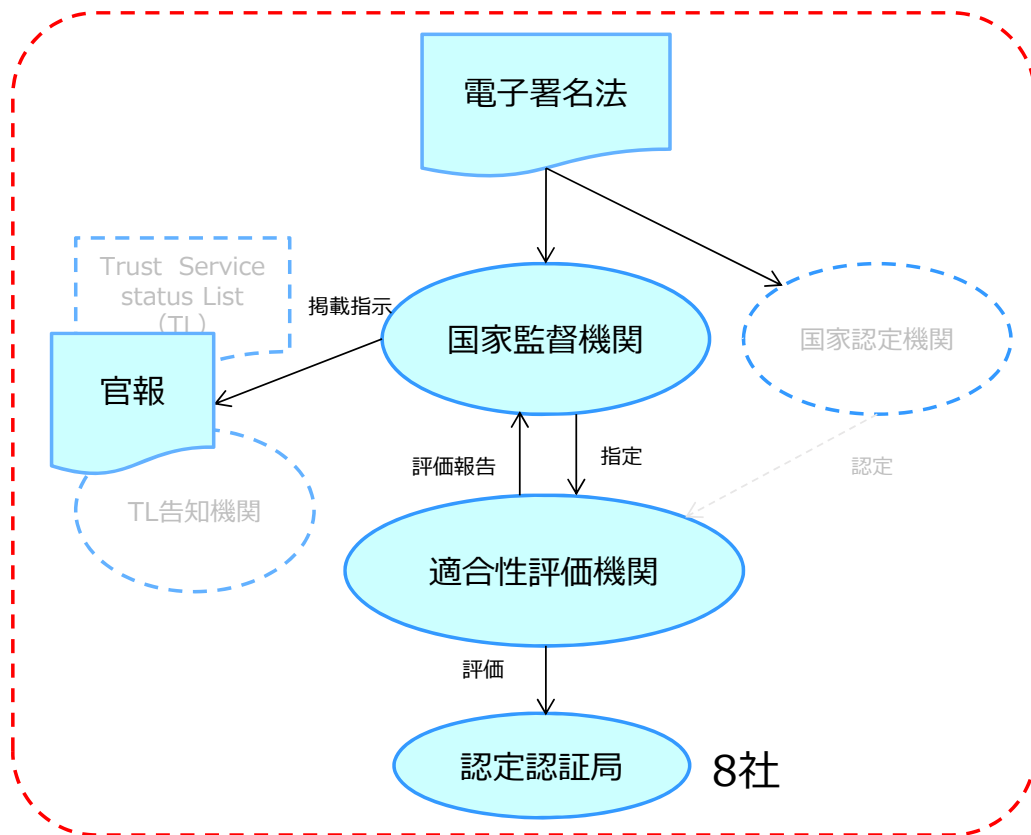 電子署名法
Trust Service
status List
（TL）
掲載指示
国家監督機関
国家認定機関
官報
評価報告
指定
認定
TL告知機関
適合性評価機関
評価
認定認証局
8社